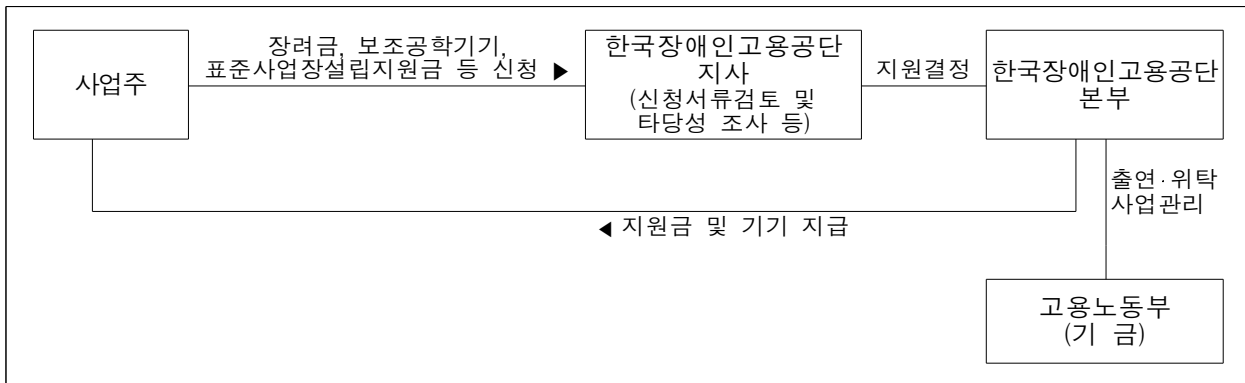 사업주
장려금, 보조공학기기,
표준사업장설립지원금 등 신청 ▶
한국장애인고용공단
지사
(신청서류검토 및
타당성 조사 등)
지원결정
한국장애인고용공단
본부
출연·위탁
사업관리
◀ 지원금 및 기기 지급
고용노동부
(기 금)